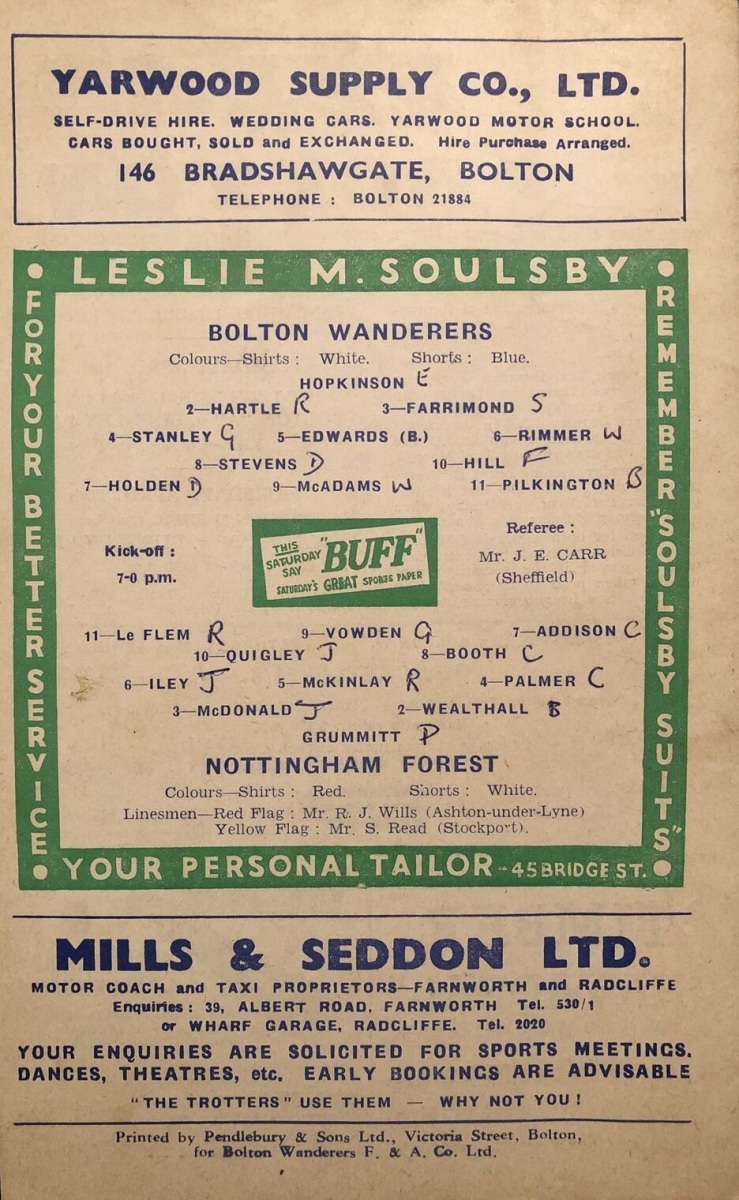 YARWOOD SUPPLY CO., LTD.
SELF-DRIVE HIRE. WEDDING CARS. YARWOOD MOTOR SCHOOL.
CARS BOUGHT, SOLD and EXCHANGED. Hire Purchase Arranged.
146 BRADSHAWGATE, BOLTON
TELEPHONE : BOLTON 21884
• LESLIE M. SOULSBY •
FOR YOUR BETTER SERVICE
REMEMBER "SOULSBY SUITS"
BOLTON WANDERERS
Colours—Shirts : White. Shorts : Blue.
HOPKINSON E
2—HARTLE R 3—FARRIMOND S
4—STANLEY G 5—EDWARDS (B.) 6—RIMMER W
8—STEVENS D 10—HILL F
7—HOLDEN D 9—McADAMS W 11—PILKINGTON B
Kick-off :
7-0 p.m.
THIS
SATURDAY
SAY
"BUFF"
SATURDAY'S GREAT SPORTS PAPER
Referee :
Mr. J. E. CARR
(Sheffield)
11—Le FLEM R 9—VOWDEN G 7—ADDISON C
10—QUIGLEY J 8—BOOTH C
6—ILEY J 5—McKINLAY R 4—PALMER C
3—McDONALD J 2—WEALTHALL B
GRUMMITT P
NOTTINGHAM FOREST
Colours—Shirts : Red. Shorts : White.
Linesmen—Red Flag : Mr. R. J. Wills (Ashton-under-Lyne)
Yellow Flag : Mr. S. Read (Stockport).
• YOUR PERSONAL TAILOR - 45 BRIDGE ST. •
MILLS & SEDDON LTD.
MOTOR COACH and TAXI PROPRIETORS—FARNWORTH and RADCLIFFE
Enquiries : 39, ALBERT ROAD, FARNWORTH Tel. 530/1
or WHARF GARAGE, RADCLIFFE. Tel. 2020
YOUR ENQUIRIES ARE SOLICITED FOR SPORTS MEETINGS.
DANCES, THEATRES, etc. EARLY BOOKINGS ARE ADVISABLE
"THE TROTTERS" USE THEM — WHY NOT YOU !
Printed by Pendlebury & Sons Ltd., Victoria Street, Bolton,
for Bolton Wanderers F. & A. Co. Ltd.